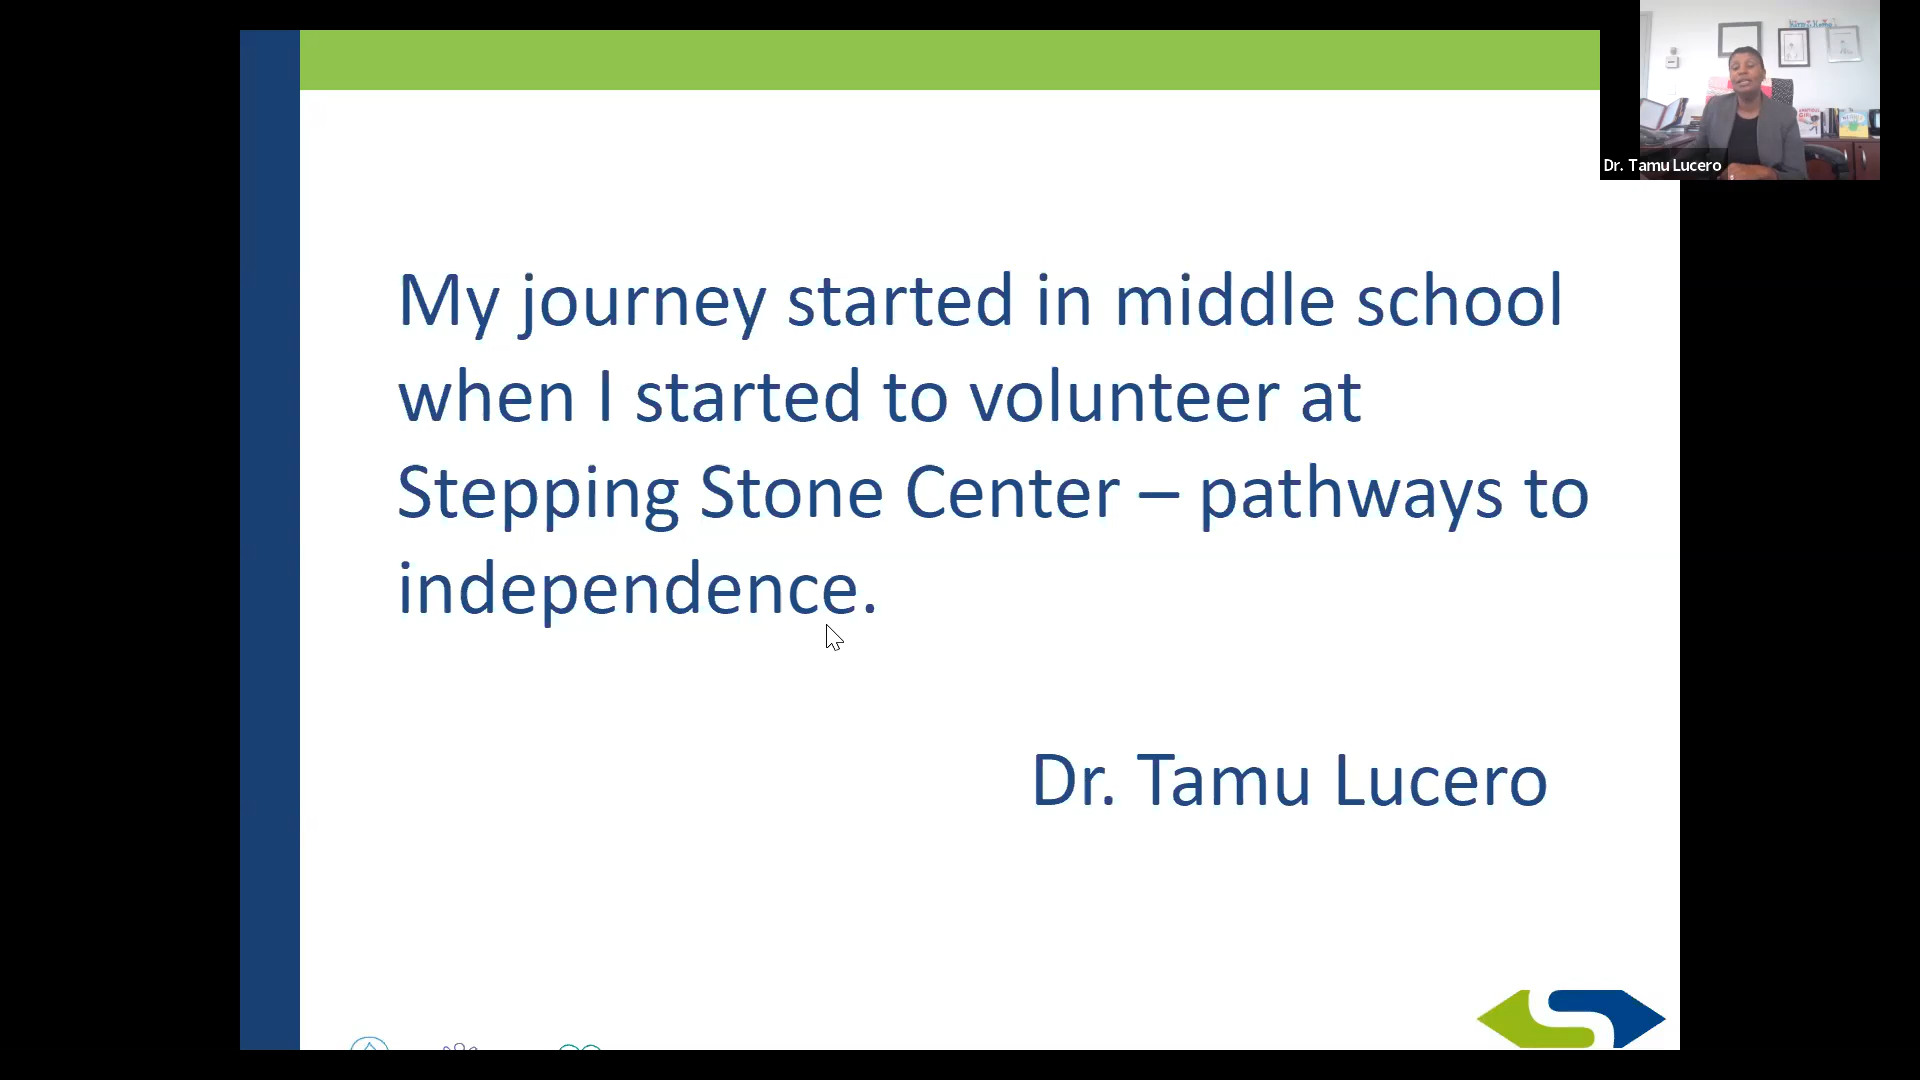 My journey started in middle school
when I started to volunteer at
Stepping Stone Center – pathways to
independence.
Dr. Tamu Lucero
Dr. Tamu Lucero